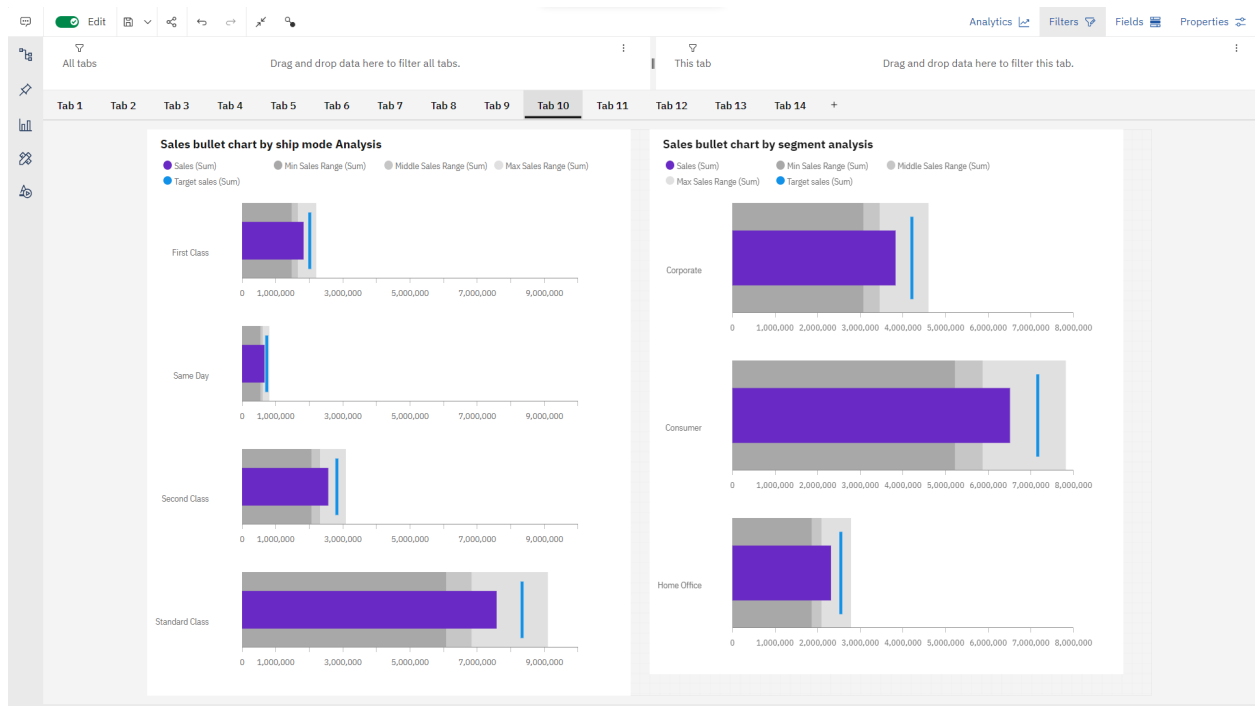 Edit
Analytics
Filters
Fields
Properties
All tabs
Drag and drop data here to filter all tabs.
This tab
Drag and drop data here to filter this tab.
Tab 1 Tab 2 Tab 3 Tab 4 Tab 5 Tab 6 Tab 7 Tab 8 Tab 9 Tab 10 Tab 11 Tab 12 Tab 13 Tab 14 +
Sales bullet chart by ship mode Analysis
Sales (Sum) Min Sales Range (Sum) Middle Sales Range (Sum) Max Sales Range (Sum)
Target sales (Sum)
First Class
0 1,000,000 3,000,000 5,000,000 7,000,000 9,000,000
Same Day
0 1,000,000 3,000,000 5,000,000 7,000,000 9,000,000
Second Class
0 1,000,000 3,000,000 5,000,000 7,000,000 9,000,000
Standard Class
0 1,000,000 3,000,000 5,000,000 7,000,000 9,000,000
Sales bullet chart by segment analysis
Sales (Sum) Min Sales Range (Sum) Middle Sales Range (Sum)
Max Sales Range (Sum) Target sales (Sum)
Corporate
0 1,000,000 2,000,000 3,000,000 4,000,000 5,000,000 6,000,000 7,000,000 8,000,000
Consumer
0 1,000,000 2,000,000 3,000,000 4,000,000 5,000,000 6,000,000 7,000,000 8,000,000
Home Office
0 1,000,000 2,000,000 3,000,000 4,000,000 5,000,000 6,000,000 7,000,000 8,000,000